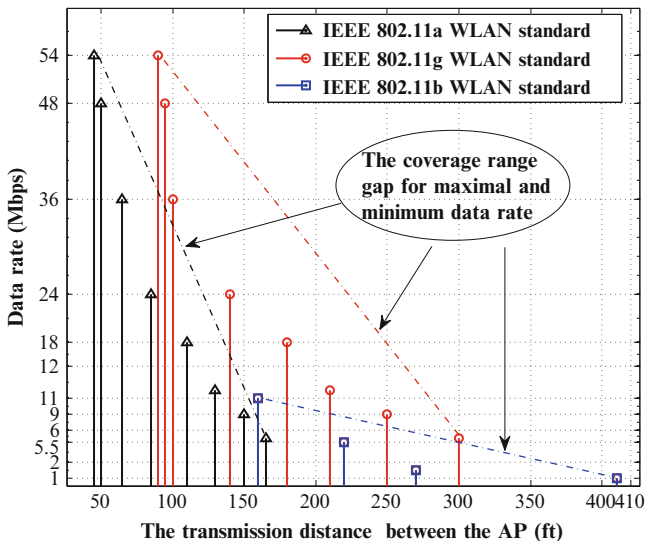 IEEE 802.11a WLAN standard
IEEE 802.11g WLAN standard
IEEE 802.11b WLAN standard
The coverage range
gap for maximal and
minimum data rate
Data rate (Mbps)
54
48
36
24
18
12
11
9
6
5.5
2
1
50 100 150 200 250 300 350 400 410
The transmission distance between the AP (ft)